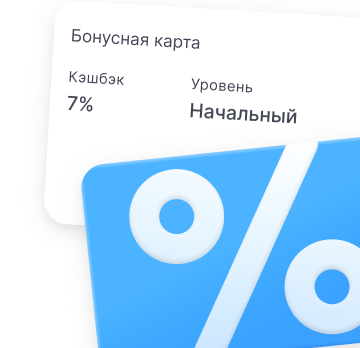 Бонусная карта
Кэшбэк
Уровень
7%
Начальный
%